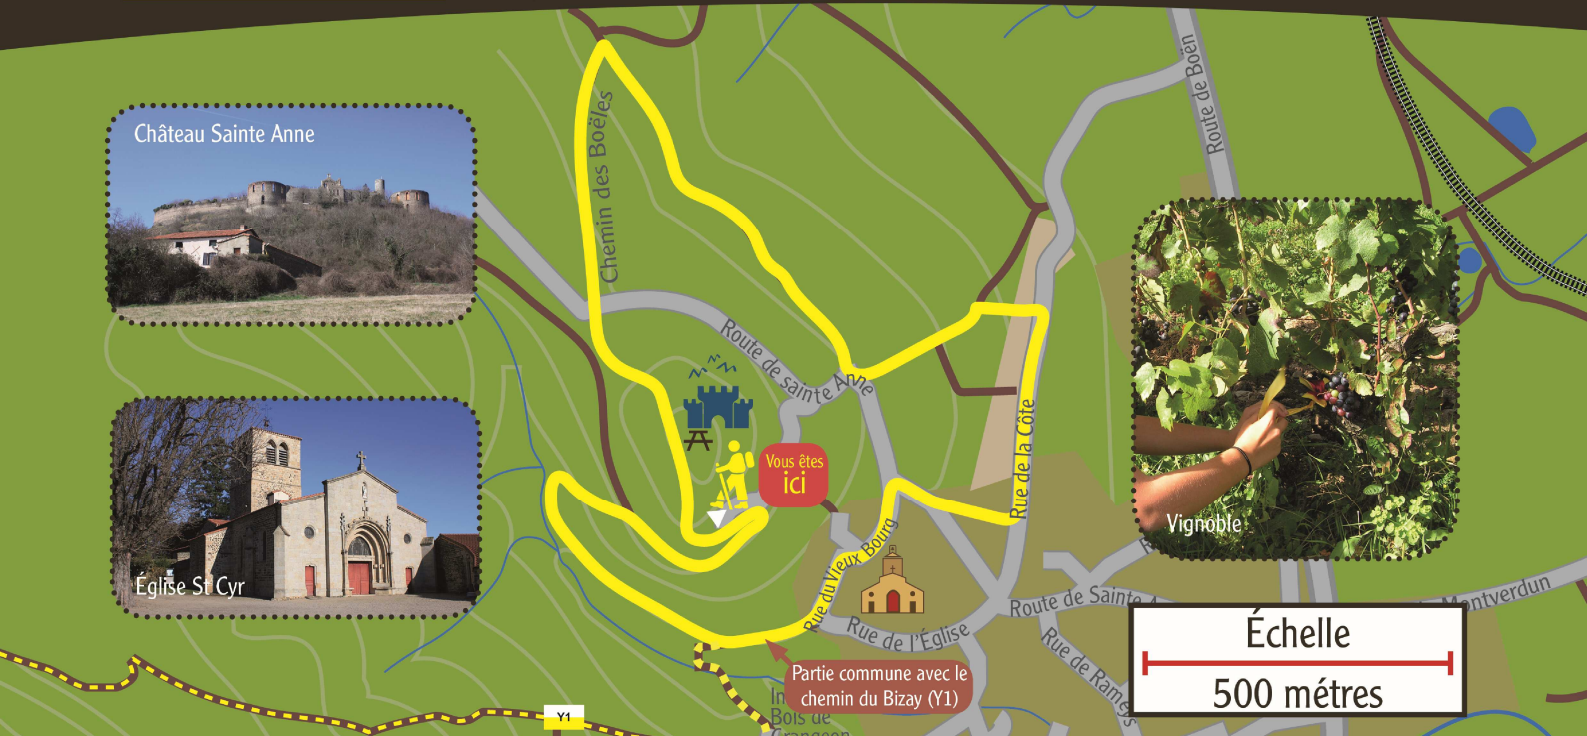 Route de Boën
Château Sainte Anne
Chemin des Boëles
Route de sainte Anne
Rue de la Côte
Vous êtes
ici
Vignoble
Rue du Vieux Bourg
Église St Cyr
Rue de l'Église
Route de Sainte
Montverdun
Rue de Rameys
Échelle
500 métres
Partie commune avec le
chemin du Bizay (Y1)
Bois de
Y1